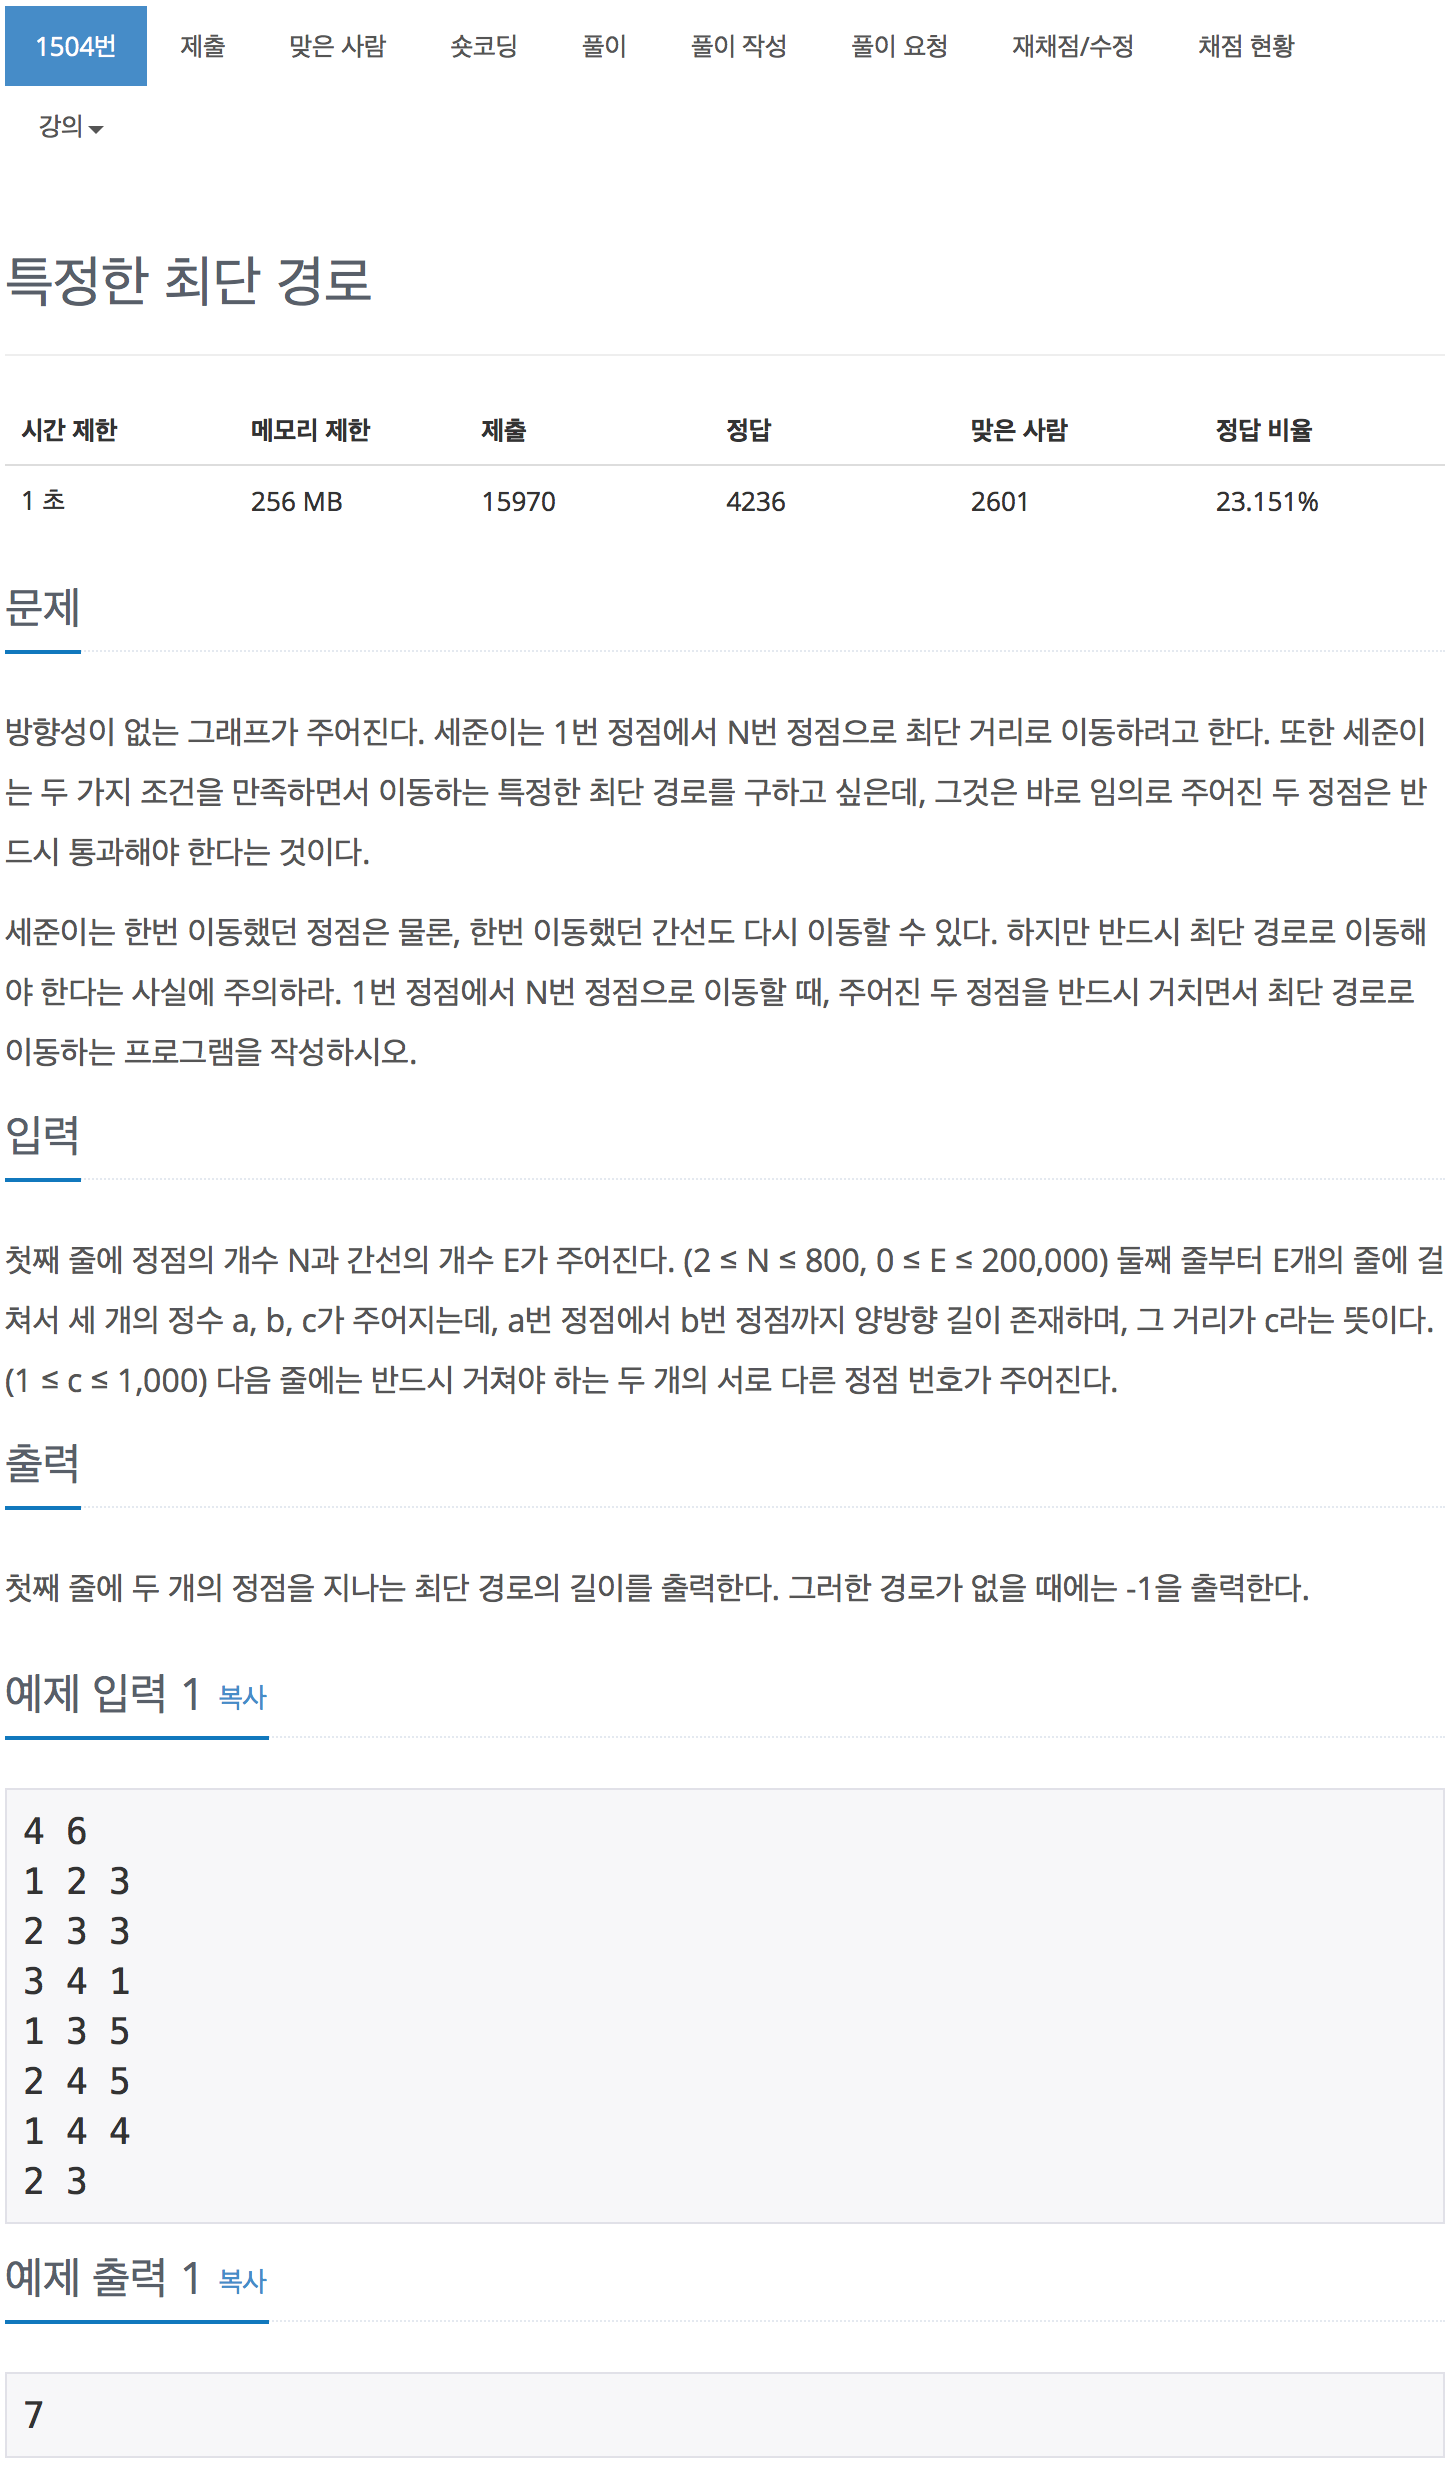 1504번 제출 맞은 사람 숏코딩 풀이 풀이 작성 풀이 요청 재채점/수정 채점 현황
강의
특정한 최단 경로
시간 제한 메모리 제한 제출 정답 맞은 사람 정답 비율
1 초 256 MB 15970 4236 2601 23.151%
문제
방향성이 없는 그래프가 주어진다. 세준이는 1번 정점에서 N번 정점으로 최단 거리로 이동하려고 한다. 또한 세준이
는 두 가지 조건을 만족하면서 이동하는 특정한 최단 경로를 구하고 싶은데, 그것은 바로 임의로 주어진 두 정점은 반
드시 통과해야 한다는 것이다.
세준이는 한번 이동했던 정점은 물론, 한번 이동했던 간선도 다시 이동할 수 있다. 하지만 반드시 최단 경로로 이동해
야 한다는 사실에 주의하라. 1번 정점에서 N번 정점으로 이동할 때, 주어진 두 정점을 반드시 거치면서 최단 경로로
이동하는 프로그램을 작성하시오.
입력
첫째 줄에 정점의 개수 N과 간선의 개수 E가 주어진다. (2 ≤ N ≤ 800, 0 ≤ E ≤ 200,000) 둘째 줄부터 E개의 줄에 걸
쳐서 세 개의 정수 a, b, c가 주어지는데, a번 정점에서 b번 정점까지 양방향 길이 존재하며, 그 거리가 c라는 뜻이다.
(1 ≤ c ≤ 1,000) 다음 줄에는 반드시 거쳐야 하는 두 개의 서로 다른 정점 번호가 주어진다.
출력
첫째 줄에 두 개의 정점을 지나는 최단 경로의 길이를 출력한다. 그러한 경로가 없을 때에는 -1을 출력한다.
예제 입력 1 복사
4 6
1 2 3
2 3 3
3 4 1
1 3 5
2 4 5
1 4 4
2 3
예제 출력 1 복사
7